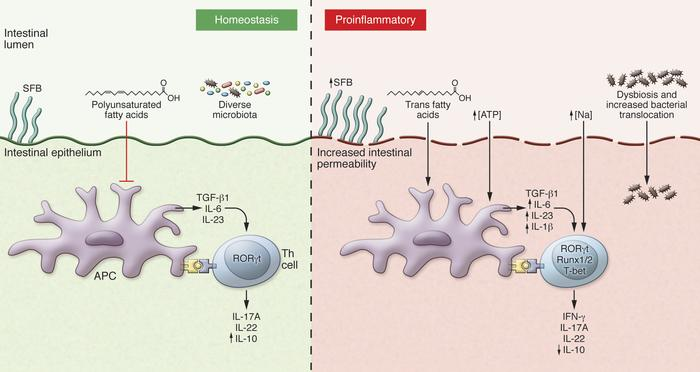 Homeostasis
Intestinal
lumen
SFB
O
OH
Polyunsaturated
fatty acids
Diverse
microbiota
Intestinal epithelium
TGF-β1
IL-6
IL-23
APC
RORγt
Th
cell
IL-17A
IL-22
↑IL-10
Proinflammatory
↑SFB
O
OH
Trans fatty
acids
↑[ATP]
↑[Na]
Dysbiosis and
increased bacterial
translocation
Increased intestinal
permeability
TGF-β1
↑IL-6
↑IL-23
↑IL-1β
RORγt
Runx1/2
T-bet
IFN-γ
IL-17A
IL-22
↓IL-10